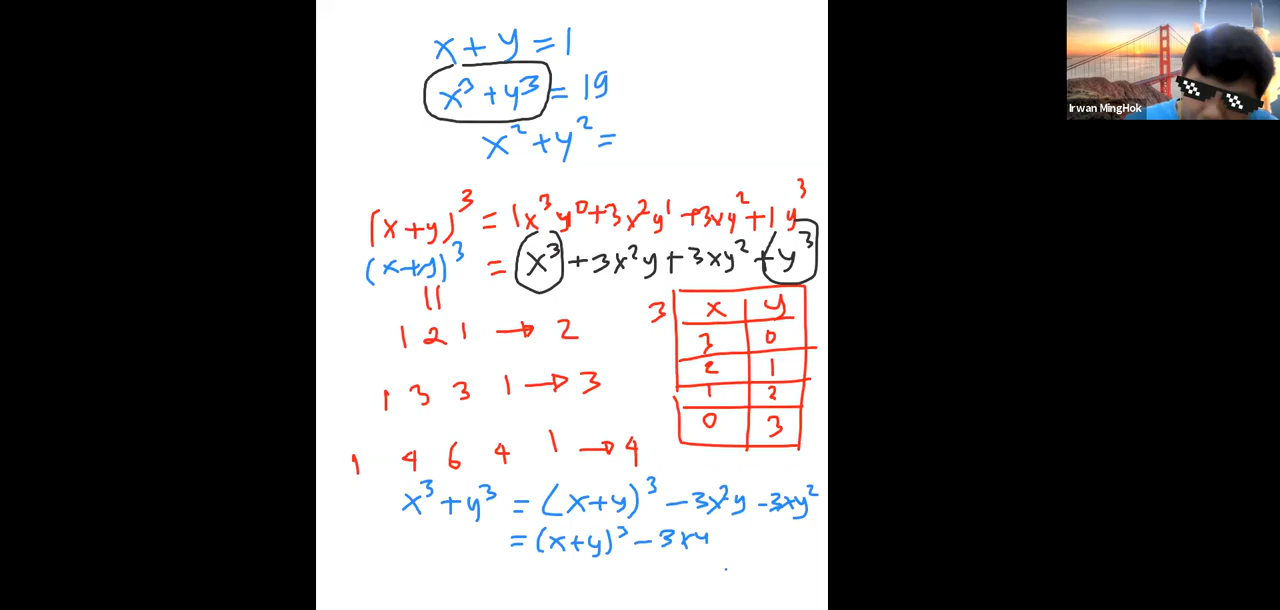 x + y = 1
x³ + y³ = 19
x² + y² =
(x + y)³ = 1x³y⁰ + 3x²y¹ + 3xy² + 1y³
(x + y)³ = x³ + 3x²y + 3xy² + y³
11
1 2 1 → 2
1 3 3 1 → 3
1 4 6 4 1 → 4
3
x y
3 0
2 1
1 2
0 3
x³ + y³ = (x + y)³ − 3x²y − 3xy²
= (x + y)³ − 3xy
Irwan MingHok